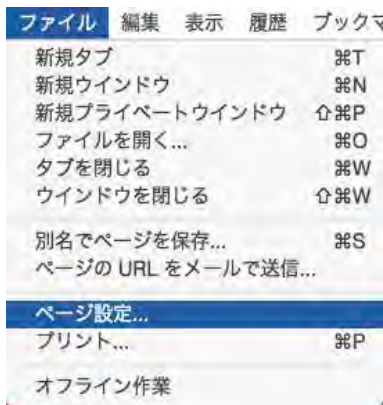 ファイル 編集 表示 履歴 ブック
新規タブ ⌘T
新規ウインドウ ⌘N
新規プライベートウインドウ ⇧⌘P
ファイルを開く... ⌘O
タブを閉じる ⌘W
ウインドウを閉じる ⇧⌘W
別名でページを保存... ⌘S
ページの URL をメールで送信...
ページ設定...
プリント... ⌘P
オフライン作業